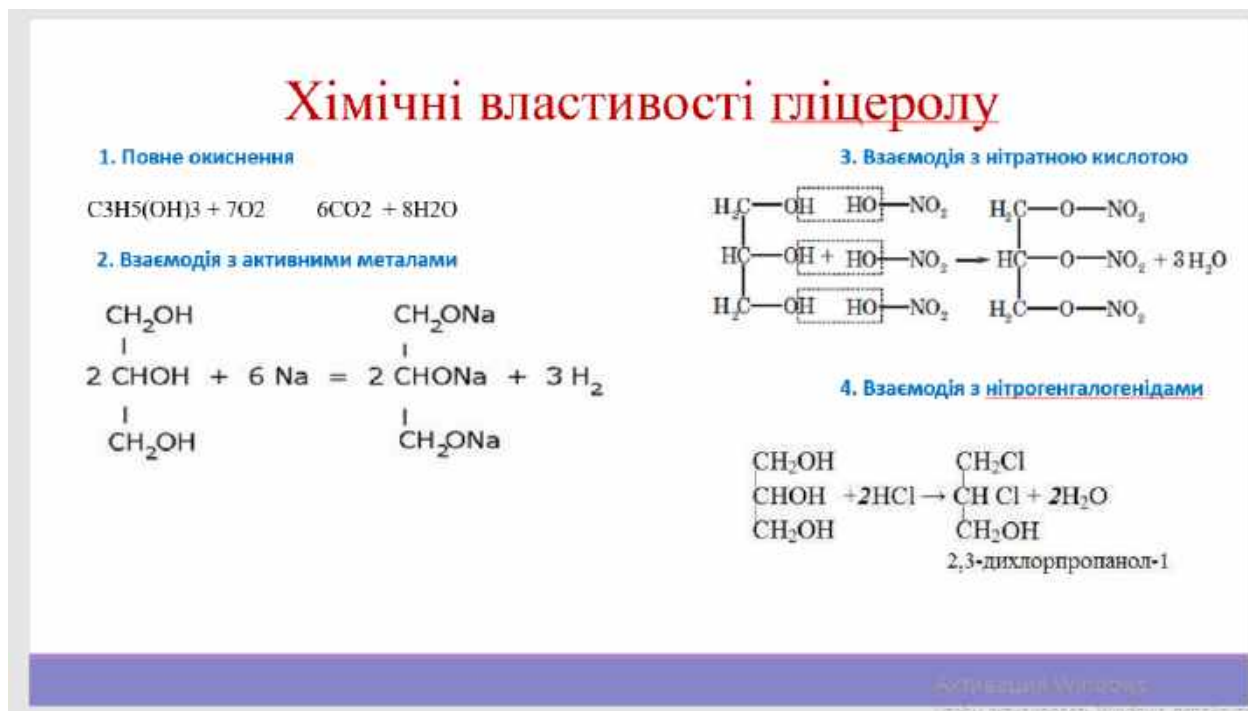 Хімічні властивості гліцеролу
1. Повне окиснення
C3H5(OH)3 + 7O2 6CO2 + 8H2O
2. Взаємодія з активними металами
CH₂OH CH₂ONa
2 CHOH + 6 Na = 2 CHONa + 3 H₂
CH₂OH CH₂ONa
3. Взаємодія з нітратною кислотою
H₂C—OH HO—NO₂ H₂C—O—NO₂
HC—OH + HO—NO₂ → HC—O—NO₂ + 3H₂O
H₂C—OH HO—NO₂ H₂C—O—NO₂
4. Взаємодія з нітрогенгалогенідами
CH₂OH CH₂Cl
CHOH +2HCl → CH Cl + 2H₂O
CH₂OH CH₂OH
2,3-дихлорпропанол-1
Активация Windows